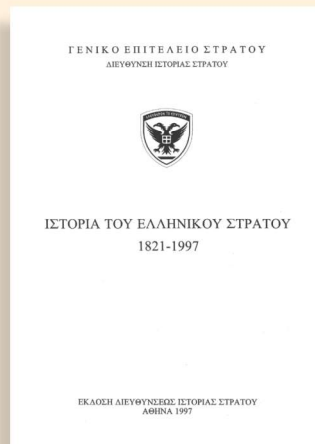 ΓΕΝΙΚΟ ΕΠΙΤΕΛΕΙΟ ΣΤΡΑΤΟΥ
ΔΙΕΥΘΥΝΣΗ ΙΣΤΟΡΙΑΣ ΣΤΡΑΤΟΥ
ΙΣΤΟΡΙΑ ΤΟΥ ΕΛΛΗΝΙΚΟΥ ΣΤΡΑΤΟΥ
1821-1997
ΕΚΔΟΣΗ ΔΙΕΥΘΥΝΣΕΩΣ ΙΣΤΟΡΙΑΣ ΣΤΡΑΤΟΥ
ΑΘΗΝΑ 1997